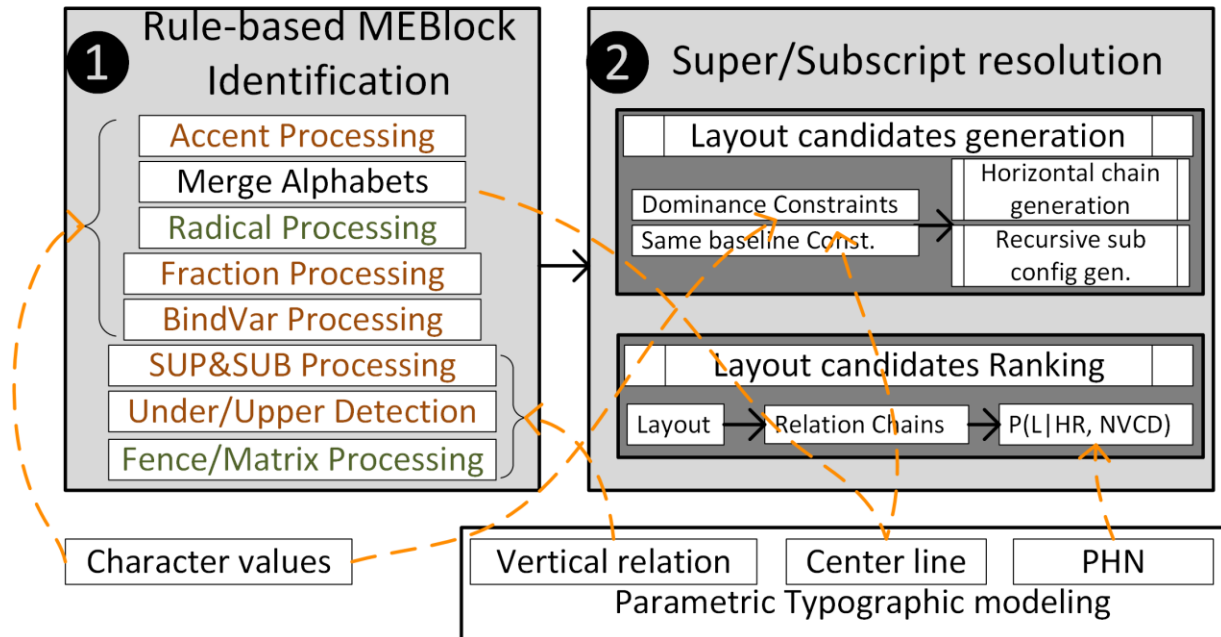 1
Rule-based MEBlock
Identification
Accent Processing
Merge Alphabets
Radical Processing
Fraction Processing
BindVar Processing
SUP&SUB Processing
Under/Upper Detection
Fence/Matrix Processing
2
Super/Subscript resolution
Layout candidates generation
Dominance Constraints
Same baseline Const.
Horizontal chain
generation
Recursive sub
config gen.
Layout candidates Ranking
Layout
Relation Chains
P(L|HR, NVCD)
Character values
Vertical relation
Center line
PHN
Parametric Typographic modeling